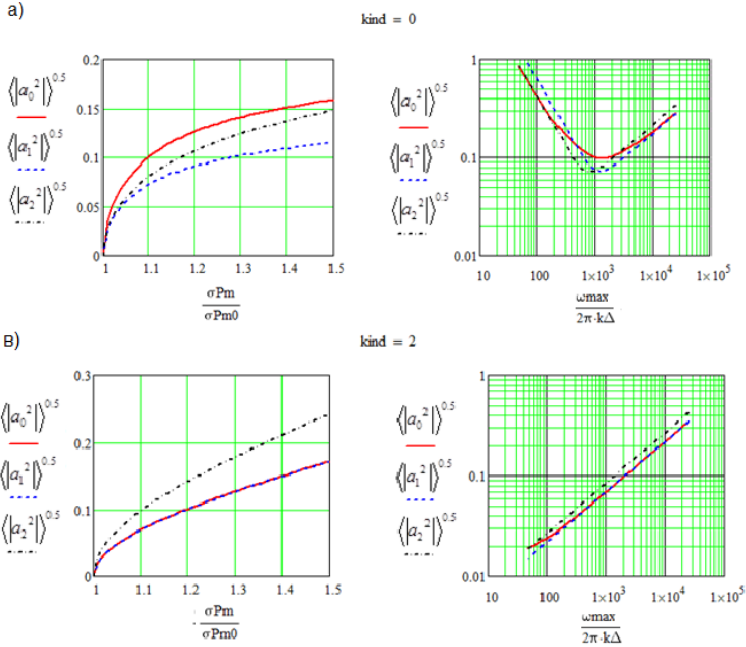 a)
kind = 0
⟨|a₀²|⟩^0.5
⟨|a₁²|⟩^0.5
⟨|a₂²|⟩^0.5
0.2
0.15
0.1
0.05
0
1 1.1 1.2 1.3 1.4 1.5
σPm
σPm0
⟨|a₀²|⟩^0.5
⟨|a₁²|⟩^0.5
⟨|a₂²|⟩^0.5
1
0.1
0.01
10 100 1×10³ 1×10⁴ 1×10⁵
ωmax
2π·kΔ
B)
kind = 2
⟨|a₀²|⟩^0.5
⟨|a₁²|⟩^0.5
⟨|a₂²|⟩^0.5
0.3
0.2
0.1
0
1 1.1 1.2 1.3 1.4 1.5
σPm
σPm0
⟨|a₀²|⟩^0.5
⟨|a₁²|⟩^0.5
⟨|a₂²|⟩^0.5
1
0.1
0.01
10 100 1×10³ 1×10⁴ 1×10⁵
ωmax
2π·kΔ